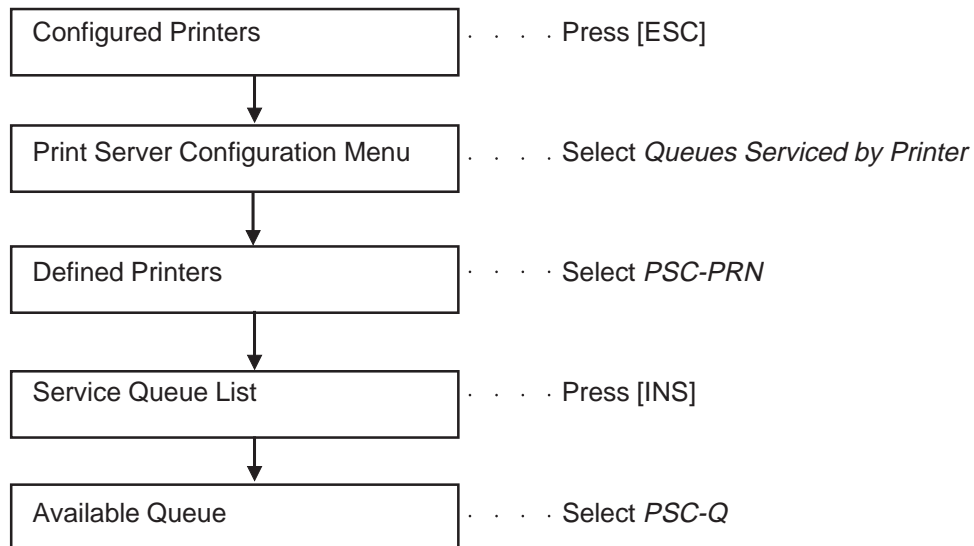 Configured Printers . . . . Press [ESC]
Print Server Configuration Menu . . . . Select Queues Serviced by Printer
Defined Printers . . . . Select PSC-PRN
Service Queue List . . . . Press [INS]
Available Queue . . . . Select PSC-Q